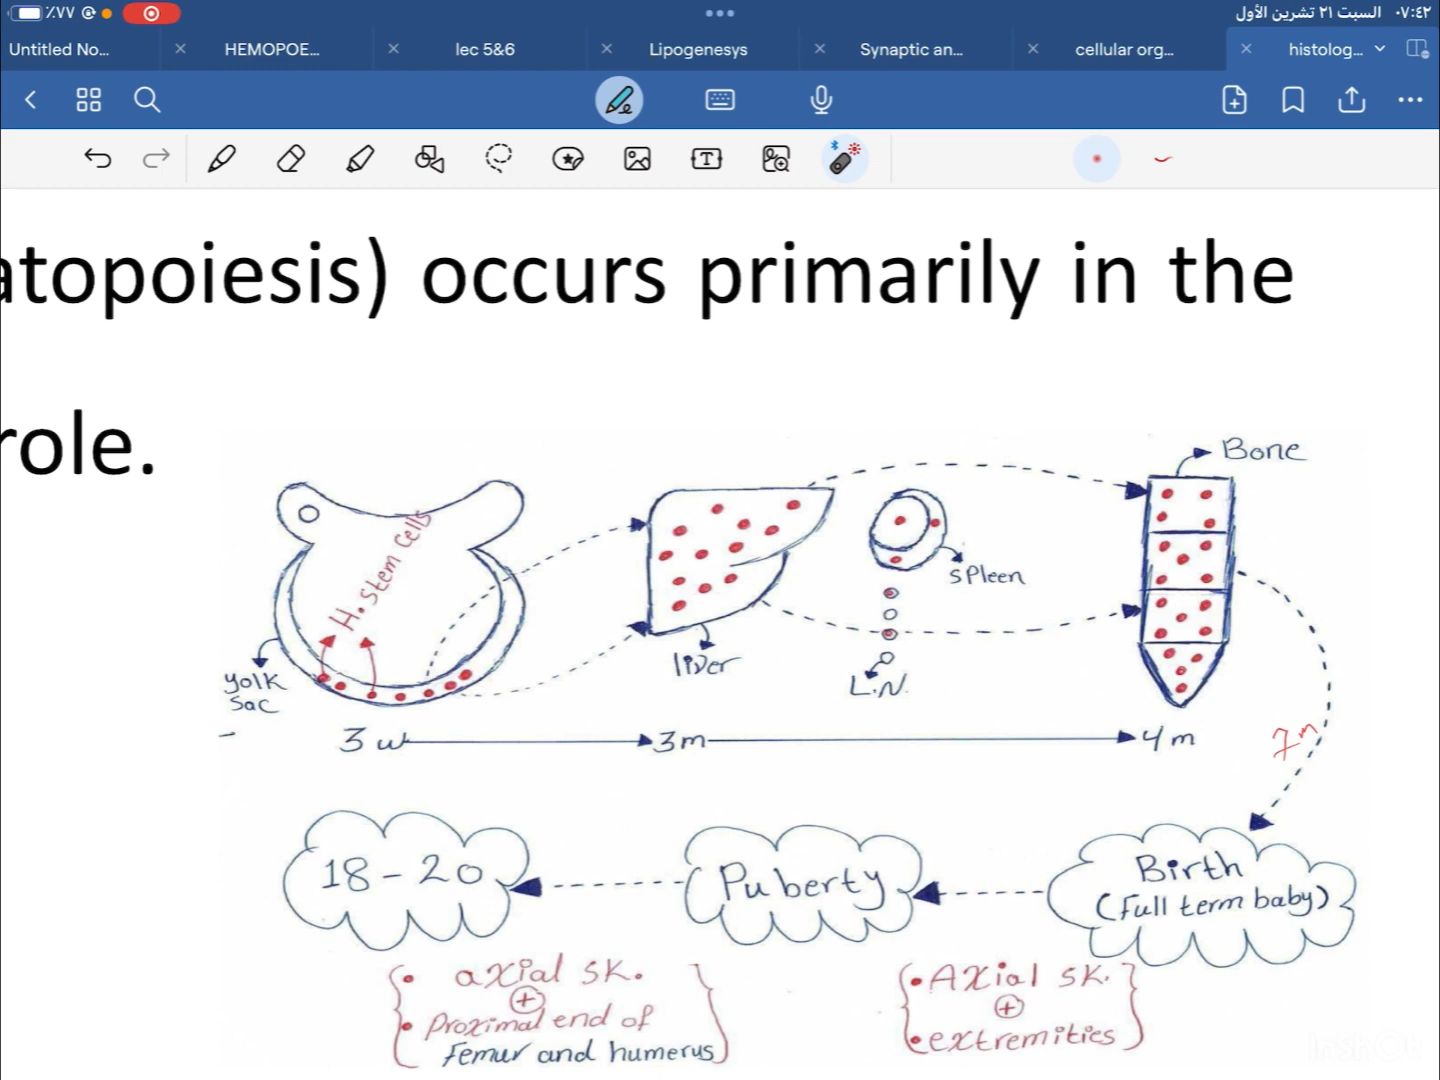 ٪٧٧ السبت ٢١ تشرين الأول ٠٧:٤٢
Untitled No... HEMOPOE... lec 5&6 Lipogenesys Synaptic an... cellular org... histolog...
atopoiesis) occurs primarily in the
role.
Bone
H. stem cells
spleen
liver
yolk
sac
L.N.
3 w 3m 4 m
7m
18-20 Puberty Birth
(full term baby)
• axial sk. • Axial sk.
+ +
• Proximal end of • extremities
Femur and humerus
InShOt